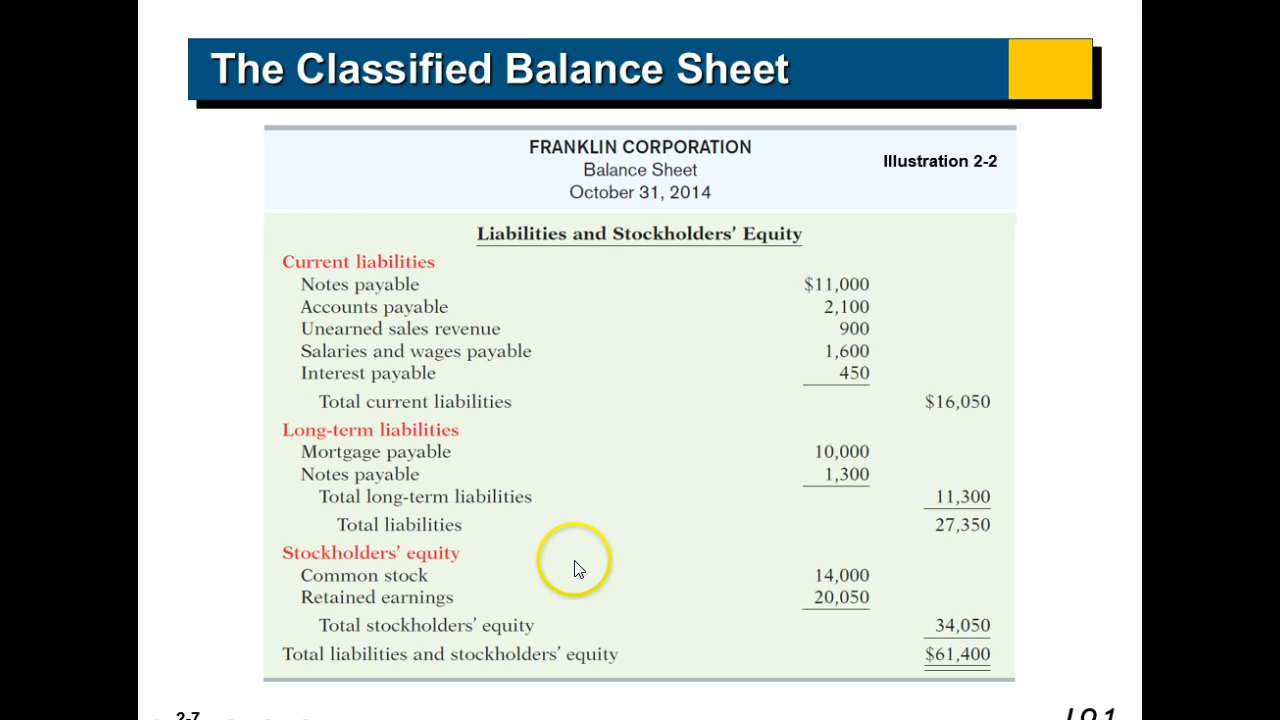 The Classified Balance Sheet
FRANKLIN CORPORATION
Balance Sheet
October 31, 2014
Illustration 2-2
Liabilities and Stockholders' Equity
Current liabilities
Notes payable $11,000
Accounts payable 2,100
Unearned sales revenue 900
Salaries and wages payable 1,600
Interest payable 450
Total current liabilities $16,050
Long-term liabilities
Mortgage payable 10,000
Notes payable 1,300
Total long-term liabilities 11,300
Total liabilities 27,350
Stockholders' equity
Common stock 14,000
Retained earnings 20,050
Total stockholders' equity 34,050
Total liabilities and stockholders' equity $61,400
2-7
LO 1